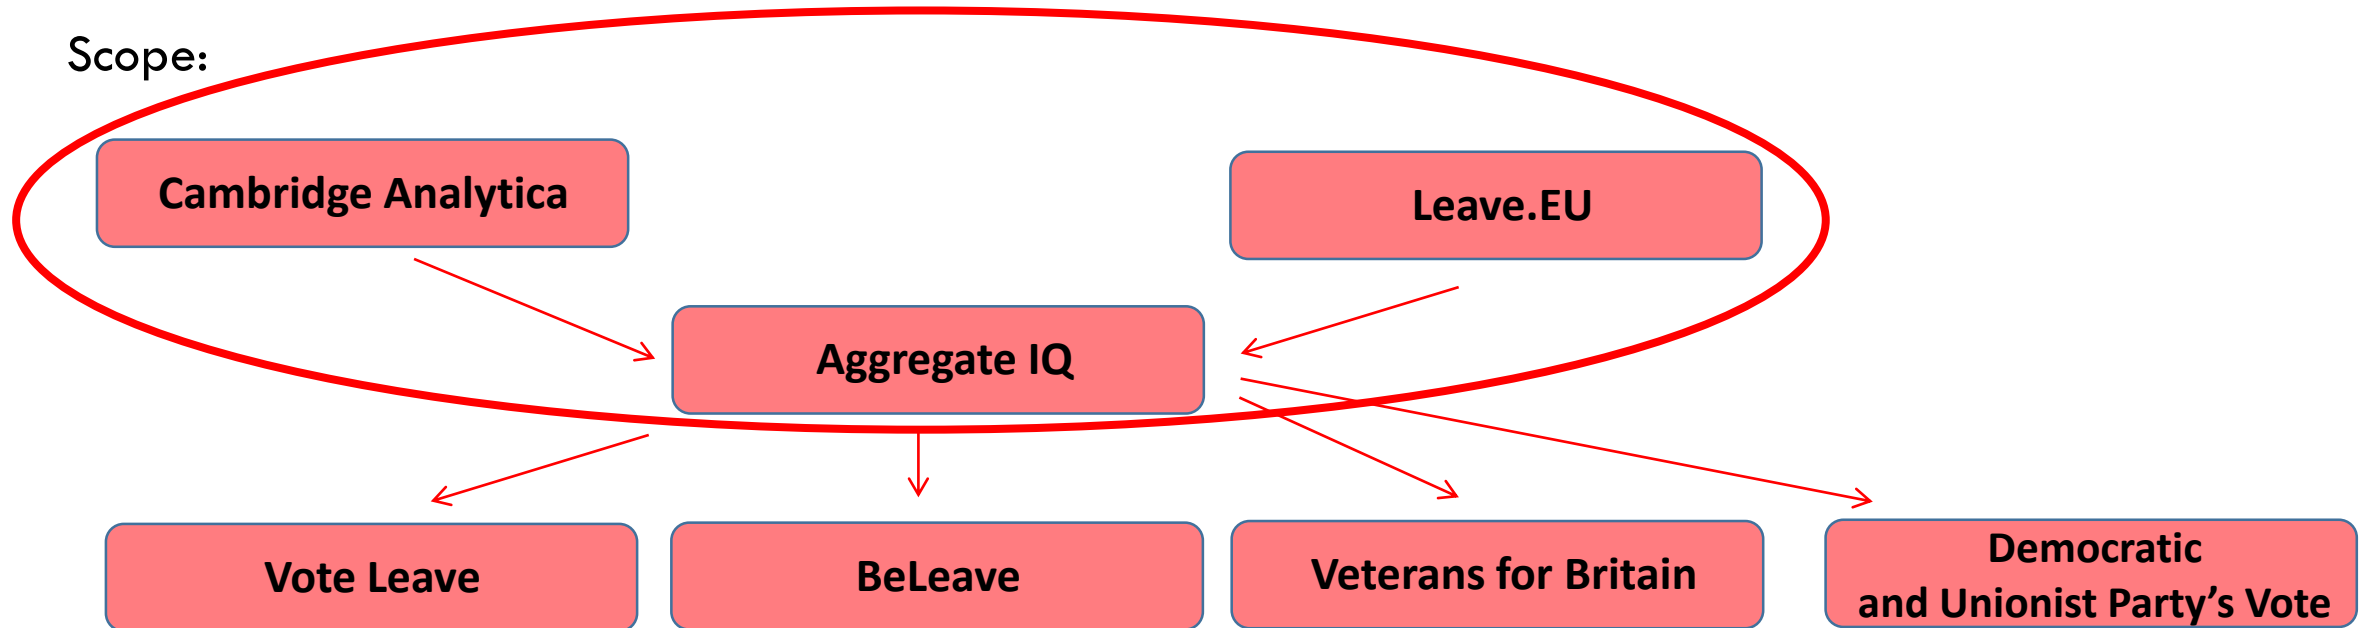 Scope:
Cambridge Analytica
Leave.EU
Aggregate IQ
Vote Leave
BeLeave
Veterans for Britain
Democratic
and Unionist Party’s Vote